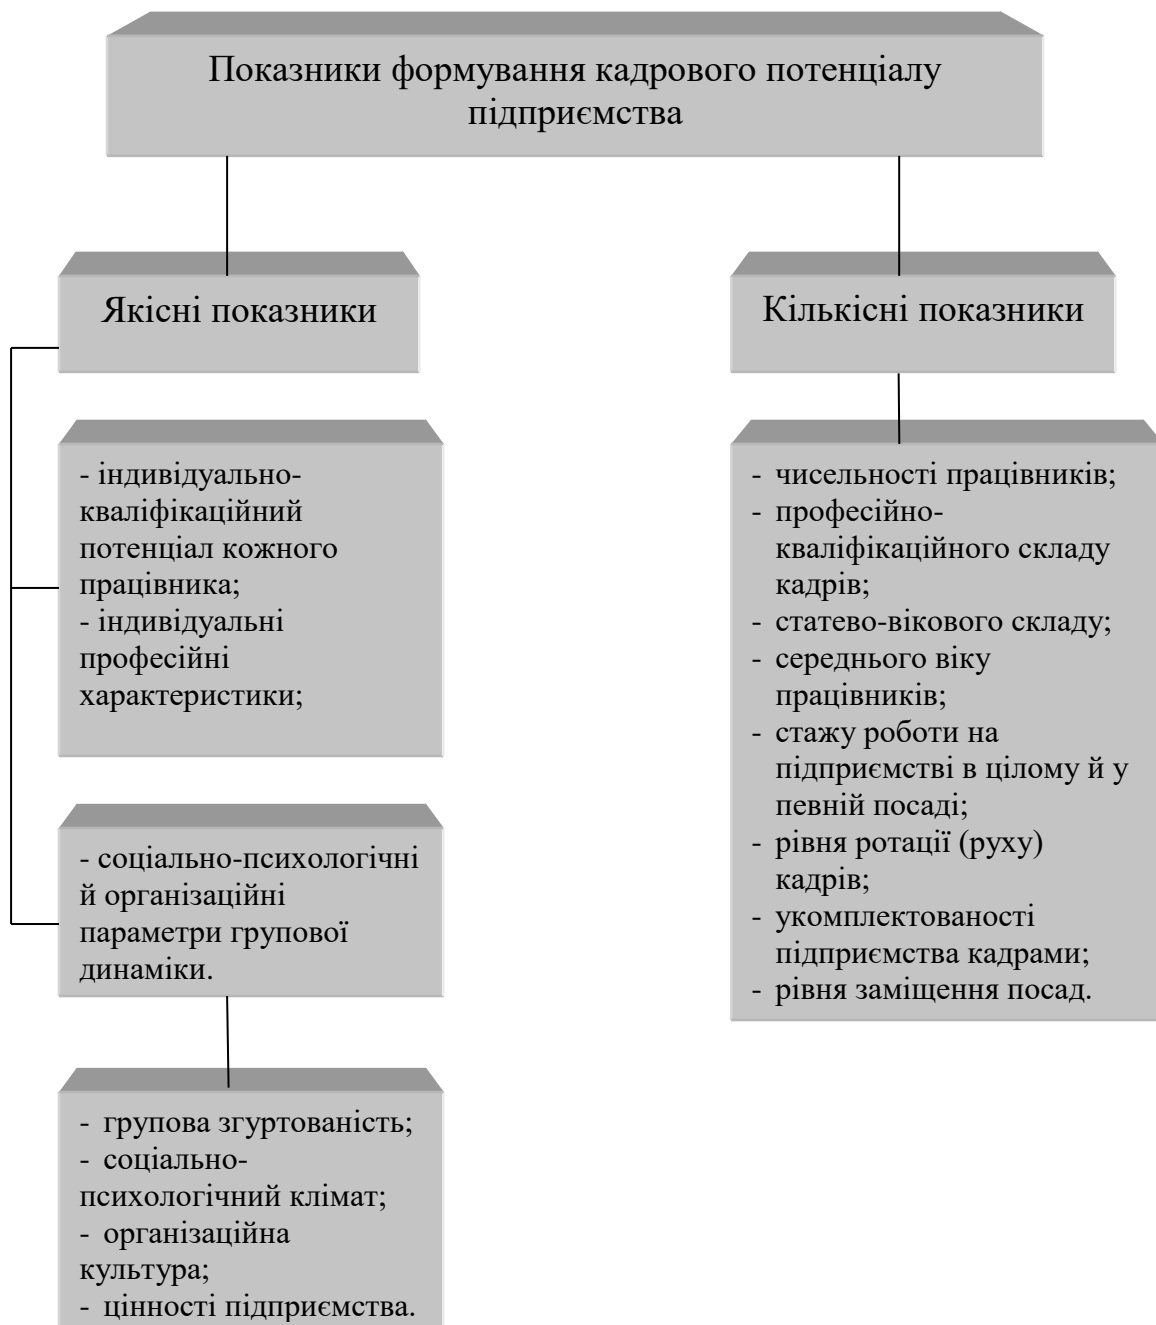 Показники формування кадрового потенціалу
підприємства
Якісні показники
- індивідуально-
кваліфікаційний
потенціал кожного
працівника;
- індивідуальні
професійні
характеристики;
- соціально-психологічні
й організаційні
параметри групової
динаміки.
- групова згуртованість;
- соціально-
психологічний клімат;
- організаційна
культура;
- цінності підприємства.
Кількісні показники
- чисельності працівників;
- професійно-
кваліфікаційного складу
кадрів;
- статево-вікового складу;
- середнього віку
працівників;
- стажу роботи на
підприємстві в цілому й у
певній посаді;
- рівня ротації (руху)
кадрів;
- укомплектованості
підприємства кадрами;
- рівня заміщення посад.